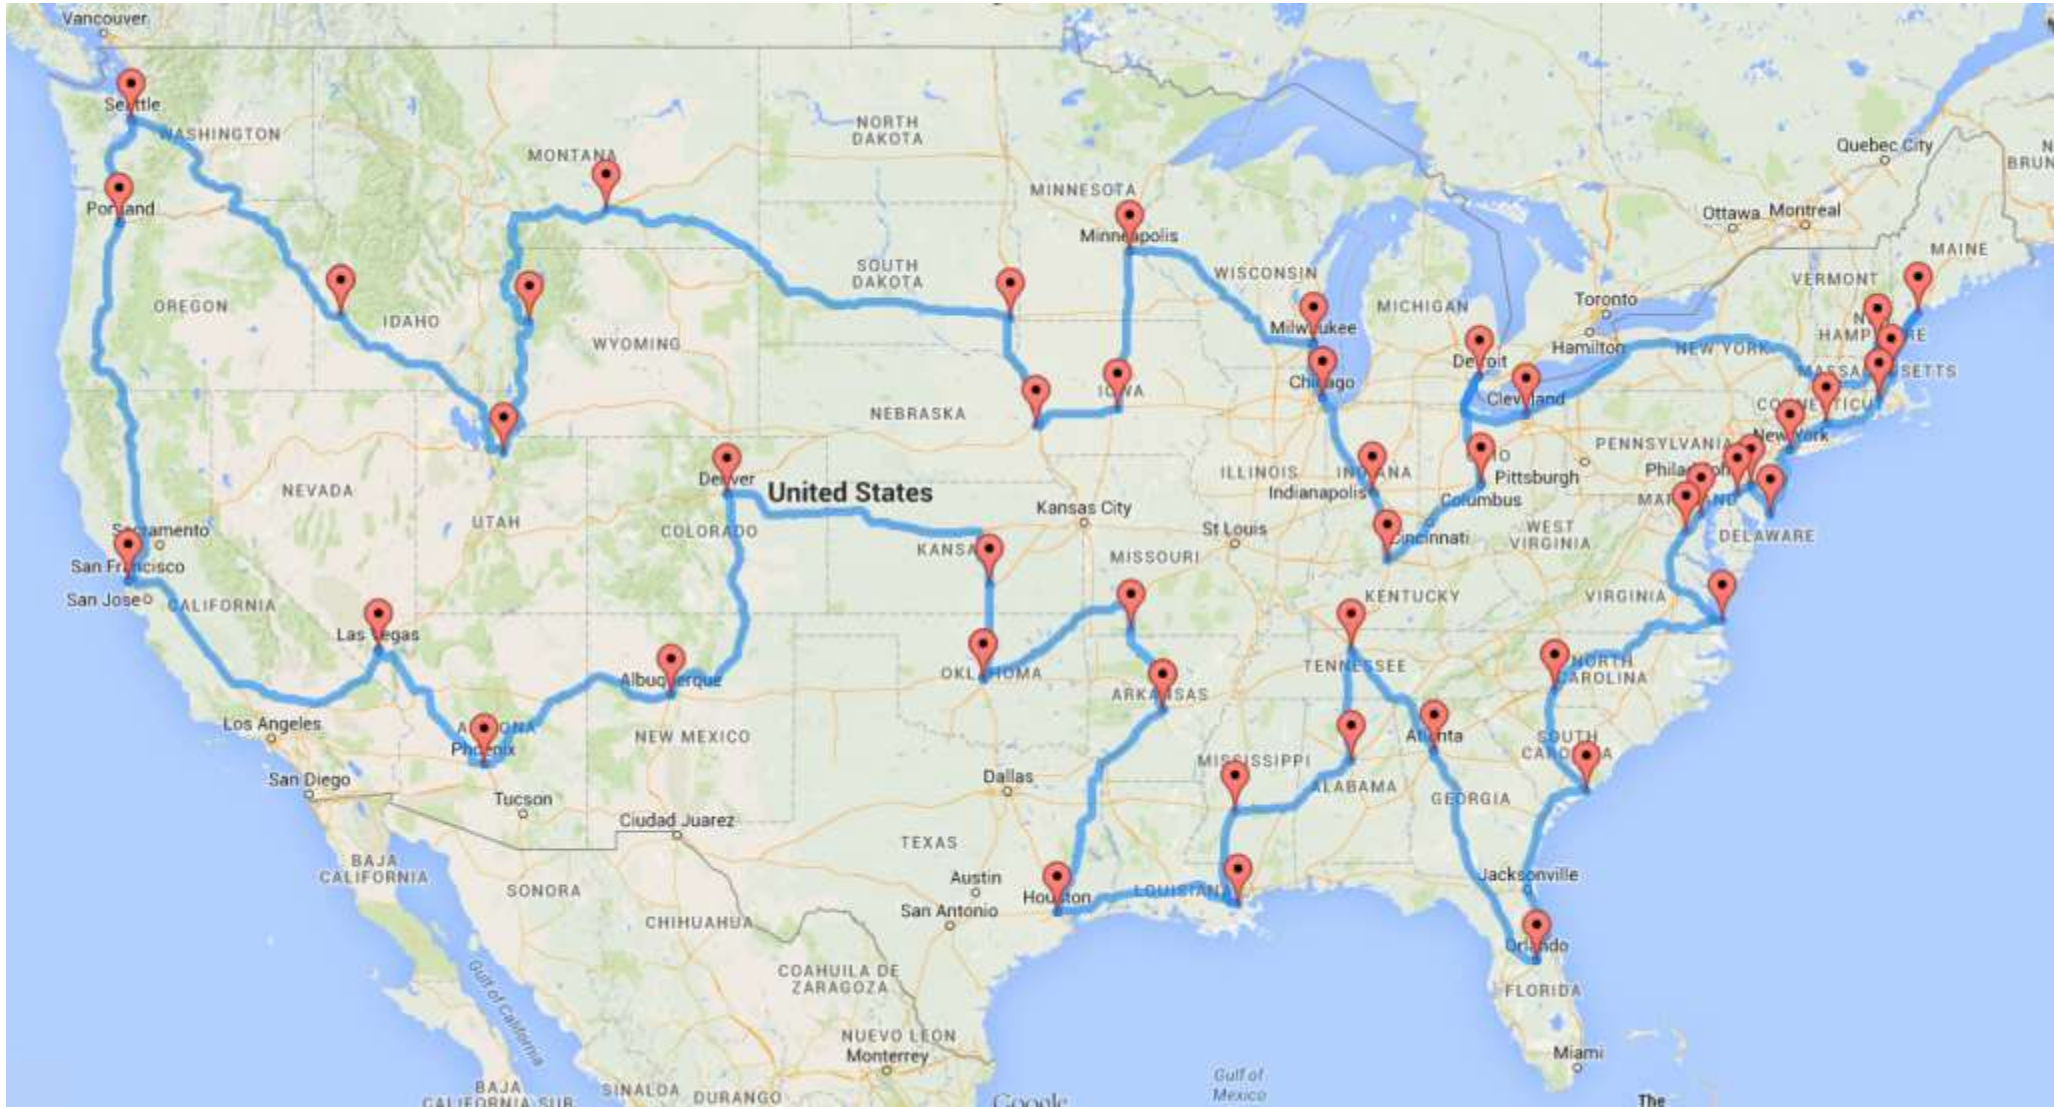 Vancouver
Seattle
WASHINGTON
MONTANA
NORTH
DAKOTA
Quebec City
Portland
MINNESOTA
Ottawa
Montreal
Minneapolis
MAINE
OREGON
IDAHO
SOUTH
DAKOTA
WISCONSIN
MICHIGAN
VERMONT
Toronto
WYOMING
Milwaukee
Hamilton
NEW YORK
Detroit
Chicago
IOWA
NEBRASKA
Cleveland
PENNSYLVANIA
New York
NEVADA
UTAH
Denver
United States
COLORADO
ILLINOIS
INDIANA
Indianapolis
Pittsburgh
Columbus
Kansas City
St Louis
Cincinnati
WEST
VIRGINIA
DELAWARE
Sacramento
San Francisco
San Jose
CALIFORNIA
MISSOURI
KENTUCKY
VIRGINIA
Las Vegas
Albuquerque
OKLAHOMA
TENNESSEE
NORTH
CAROLINA
ARKANSAS
Los Angeles
Phoenix
NEW MEXICO
Atlanta
SOUTH
CAROLINA
San Diego
Tucson
Dallas
MISSISSIPPI
ALABAMA
GEORGIA
Ciudad Juarez
TEXAS
BAJA
CALIFORNIA
SONORA
Austin
Houston
LOUISIANA
Jacksonville
San Antonio
CHIHUAHUA
Orlando
Gulf of California
COAHUILA DE
ZARAGOZA
FLORIDA
NUEVO LEON
Monterrey
Miami
BAJA
CALIFORNIA SUR
SINALOA
DURANGO
Google
Gulf of
Mexico
The